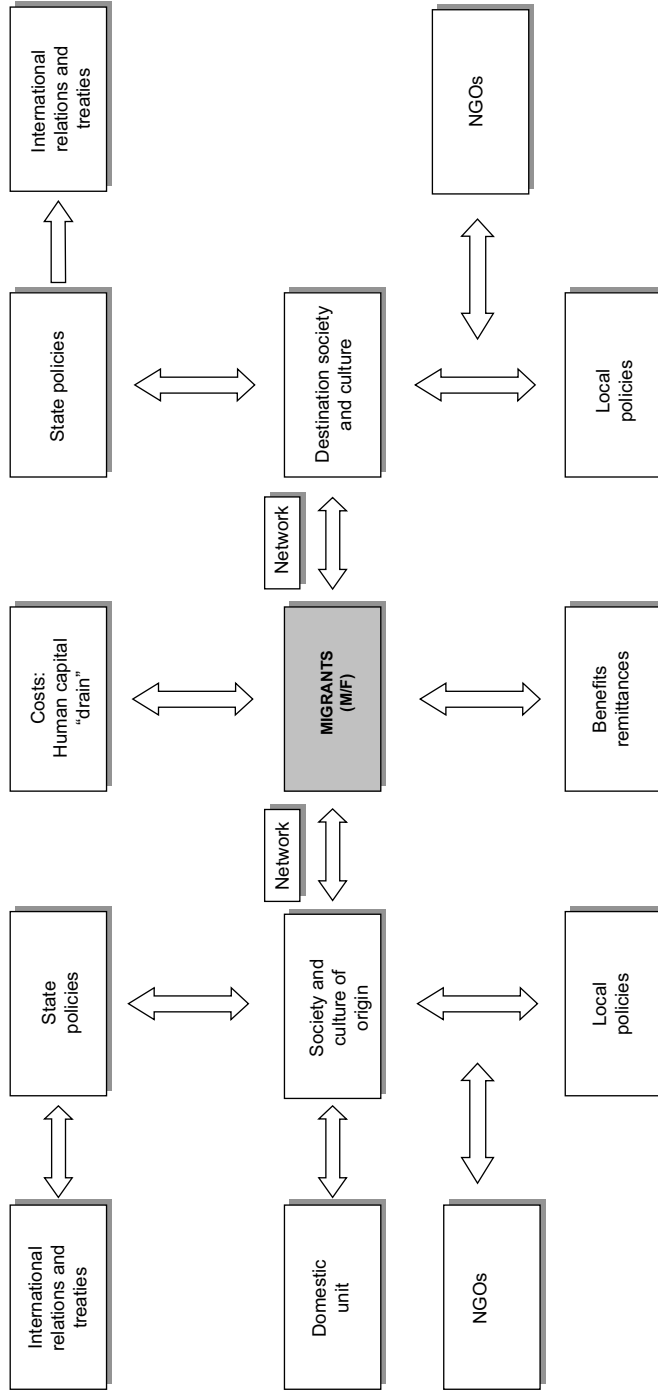 International
relations and
treaties
State
policies
Costs:
Human capital
“drain”
State policies
International
relations and
treaties
Domestic
unit
Society and
culture of
origin
Network
MIGRANTS
(M/F)
Network
Destination society
and culture
NGOs
NGOs
Local
policies
Benefits
remittances
Local
policies